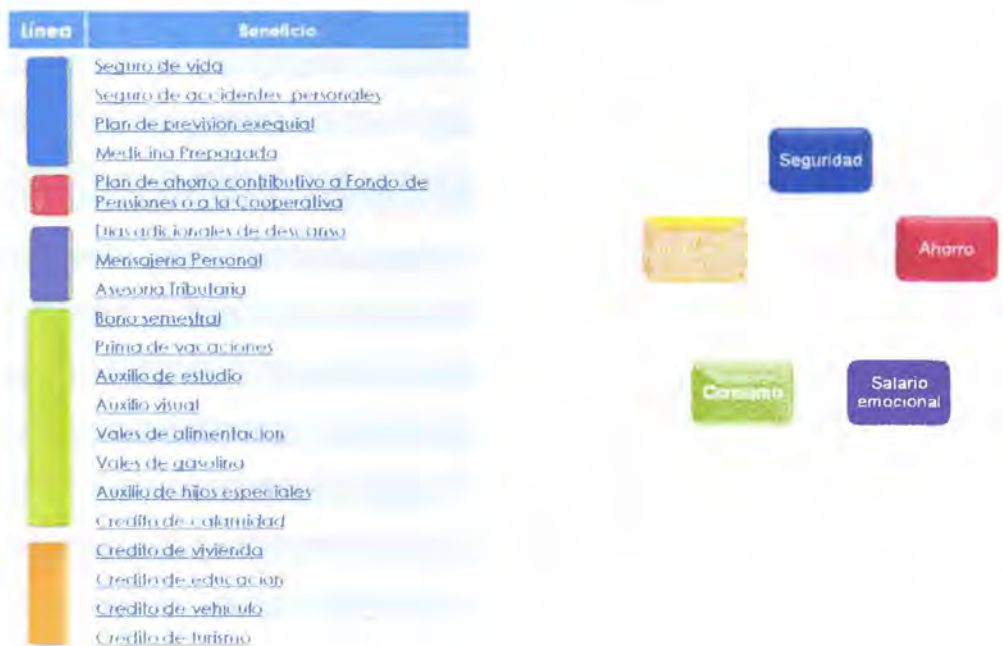 Línea Beneficio
Seguro de vida
Seguro de accidentes personales
Plan de prevision exequial
Medicina Prepagada
Plan de ahorro contributivo a Fondo de
Pensiones o a la Cooperativa
Dias adicionales de descanso
Mensajeria Personal
Asesoria Tributaria
Bono semestral
Prima de vacaciones
Auxilio de estudio
Auxilio visual
Vales de alimentacion
Vales de gasolina
Auxilio de hijos especiales
Credito de calamidad
Credito de vivienda
Credito de educacion
Credito de vehiculo
Credito de turismo
Seguridad
Ahorro
Consumo
Salario
emocional